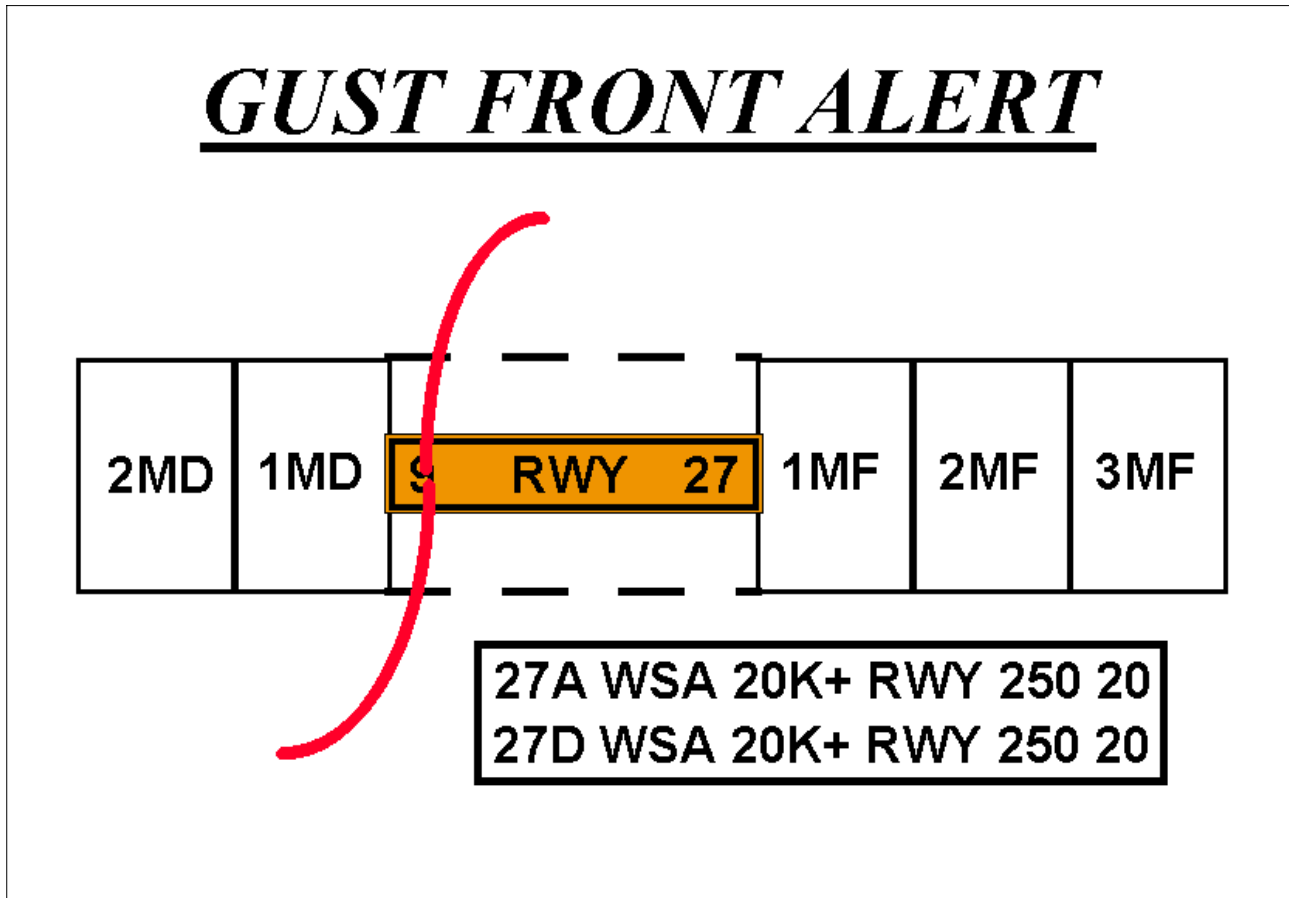 GUST FRONT ALERT
2MD 1MD 9 RWY 27 1MF 2MF 3MF
27A WSA 20K+ RWY 250 20
27D WSA 20K+ RWY 250 20